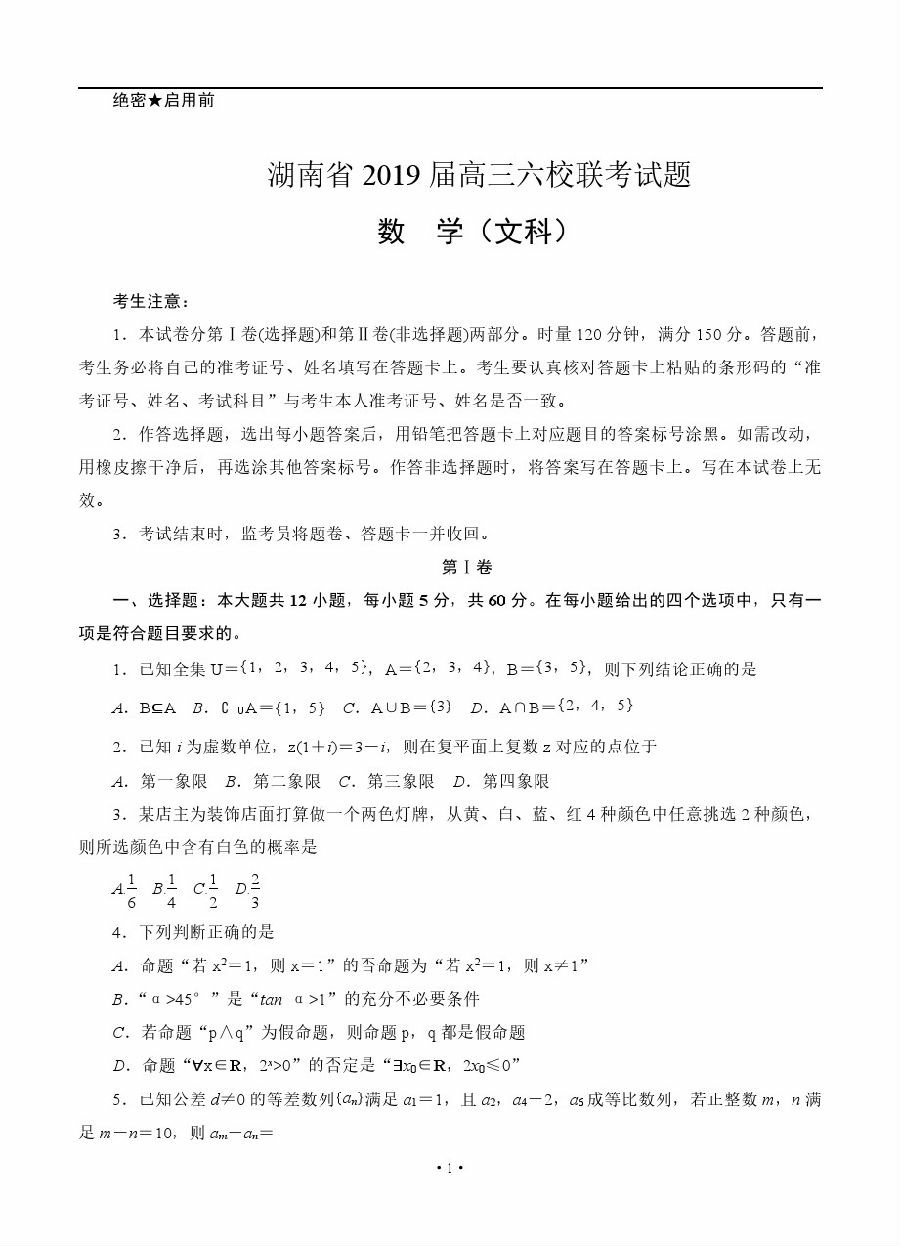 绝密★启用前
湖南省 2019 届高三六校联考试题
数　学（文科）
考生注意：
1．本试卷分第Ⅰ卷(选择题)和第Ⅱ卷(非选择题)两部分。时量 120 分钟，满分 150 分。答题前，
考生务必将自己的准考证号、姓名填写在答题卡上。考生要认真核对答题卡上粘贴的条形码的“准
考证号、姓名、考试科目”与考生本人准考证号、姓名是否一致。
2．作答选择题，选出每小题答案后，用铅笔把答题卡上对应题目的答案标号涂黑。如需改动，
用橡皮擦干净后，再选涂其他答案标号。作答非选择题时，将答案写在答题卡上。写在本试卷上无
效。
3．考试结束时，监考员将题卷、答题卡一并收回。
第Ⅰ卷
一、选择题：本大题共 12 小题，每小题 5 分，共 60 分。在每小题给出的四个选项中，只有一
项是符合题目要求的。
1．已知全集 U＝{1，2，3，4，5}，A＝{2，3，4}，B＝{3，5}，则下列结论正确的是
A．B⊆A B．∁UA＝{1，5} C．A∪B＝{3} D．A∩B＝{2，4，5}
2．已知 i 为虚数单位，z(1＋i)＝3－i，则在复平面上复数 z 对应的点位于
A．第一象限 B．第二象限 C．第三象限 D．第四象限
3．某店主为装饰店面打算做一个两色灯牌，从黄、白、蓝、红 4 种颜色中任意挑选 2 种颜色，
则所选颜色中含有白色的概率是
A.1/6 B.1/4 C.1/2 D.2/3
4．下列判断正确的是
A．命题“若 x²＝1，则 x＝1”的否命题为“若 x²＝1，则 x≠1”
B．“α>45°”是“tan α>1”的充分不必要条件
C．若命题“p∧q”为假命题，则命题 p，q 都是假命题
D．命题“∀x∈R，2ˣ>0”的否定是“∃x₀∈R，2x₀≤0”
5．已知公差 d≠0 的等差数列{aₙ}满足 a₁＝1，且 a₂，a₄－2，a₆成等比数列，若正整数 m，n 满
足 m－n＝10，则 aₘ－aₙ＝
·1·